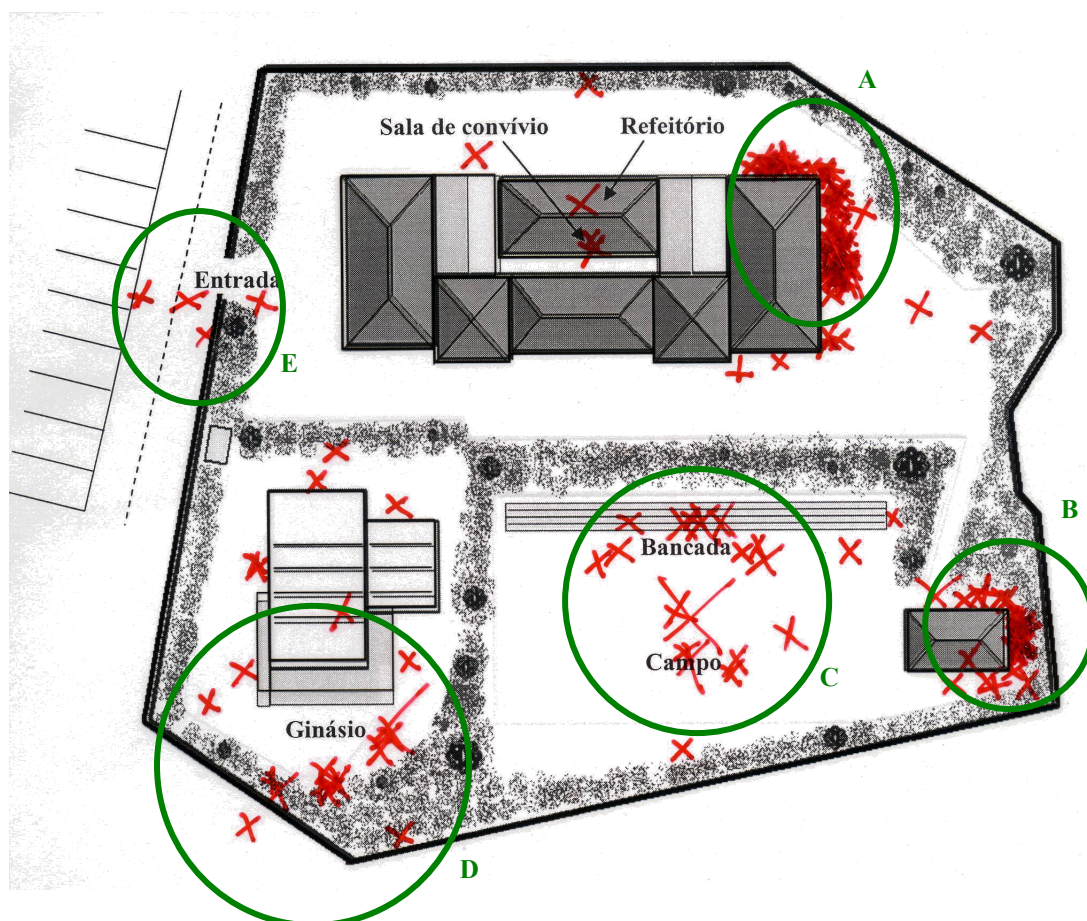 A
Sala de convívio
Refeitório
Entrada
E
B
Bancada
Campo
C
Ginásio
D